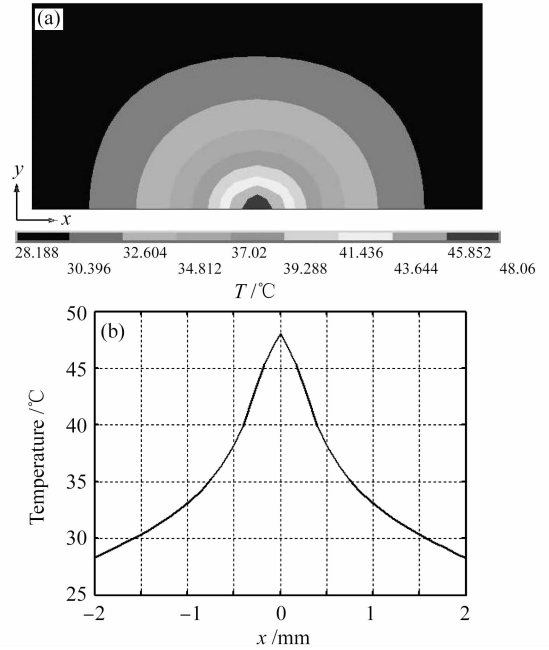 (a)
y
x
28.188 32.604 37.02 41.436 45.852
30.396 34.812 39.288 43.644 48.06
T /℃
(b)
50
45
40
35
30
25
Temperature /℃
−2 −1 0 1 2
x /mm